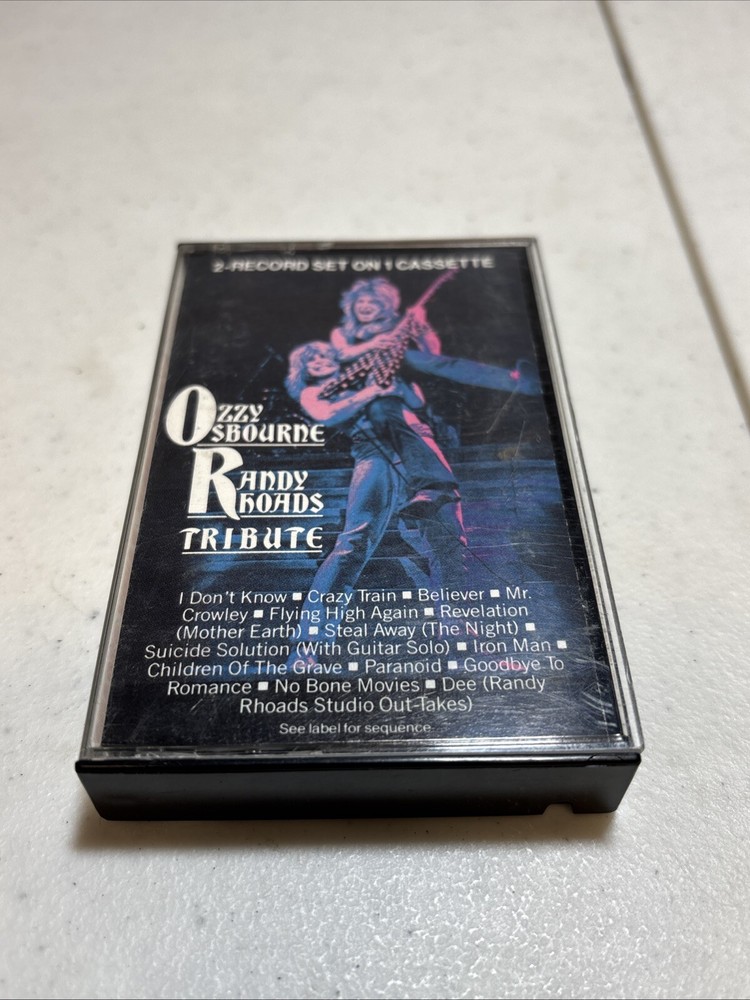 2-RECORD SET ON 1 CASSETTE
OZZY
OSBOURNE
RANDY
RHOADS
TRIBUTE
I Don't Know ■ Crazy Train ■ Believer ■ Mr.
Crowley ■ Flying High Again ■ Revelation
(Mother Earth) ■ Steal Away (The Night) ■
Suicide Solution (With Guitar Solo) ■ Iron Man ■
Children Of The Grave ■ Paranoid ■ Goodbye To
Romance ■ No Bone Movies ■ Dee (Randy
Rhoads Studio Out-Takes)
See label for sequence